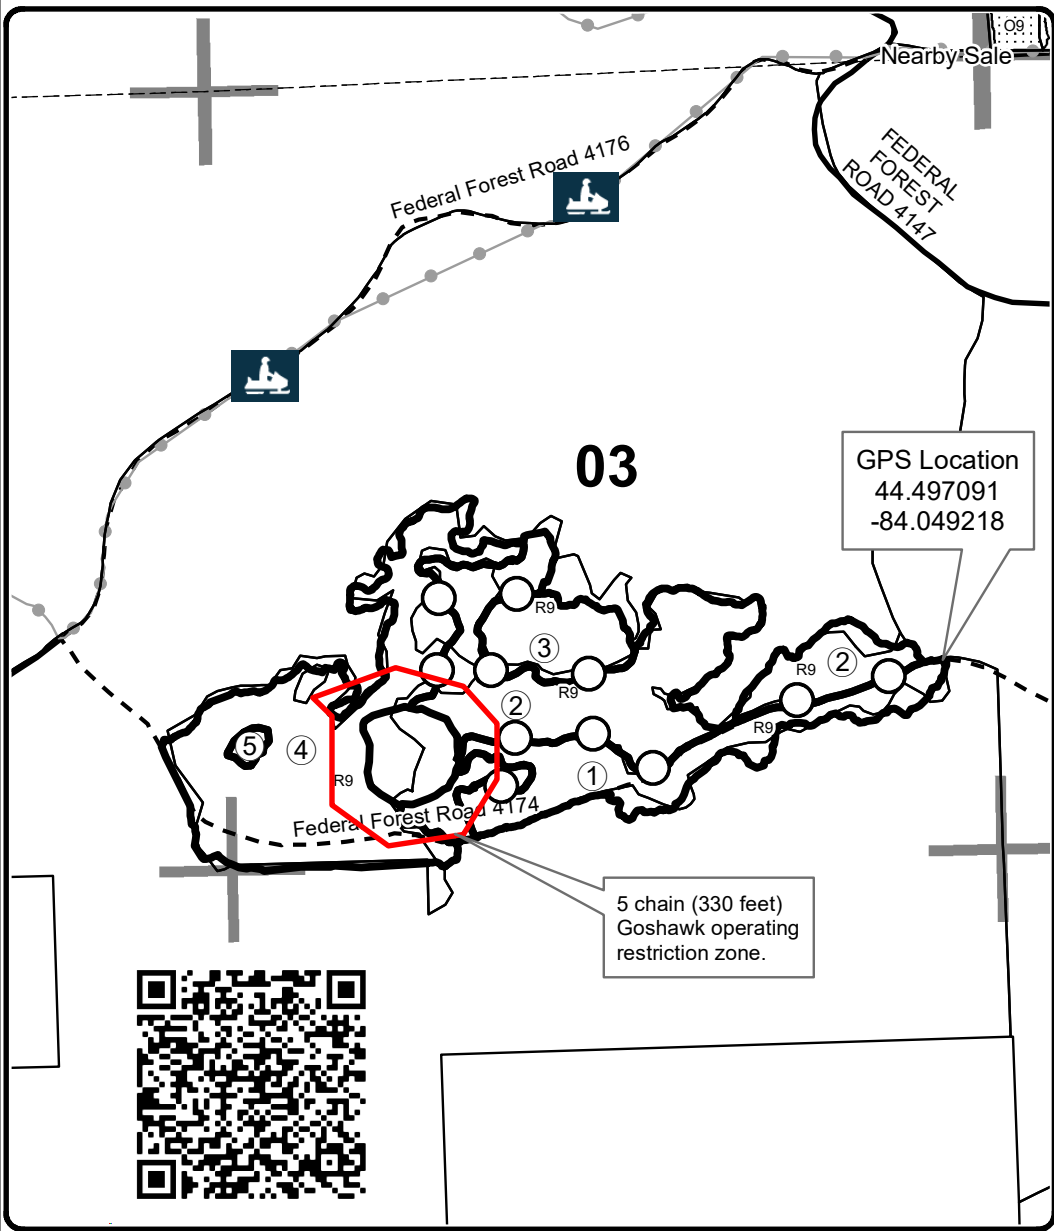 O9
Nearby Sale
Federal Forest Road 4176
FEDERAL
FOREST
ROAD 4147
03
GPS Location
44.497091
-84.049218
R9
3
R9
2
R9
2
R9
5
4
R9
1
Federal Forest Road 4174
5 chain (330 feet)
Goshawk operating
restriction zone.